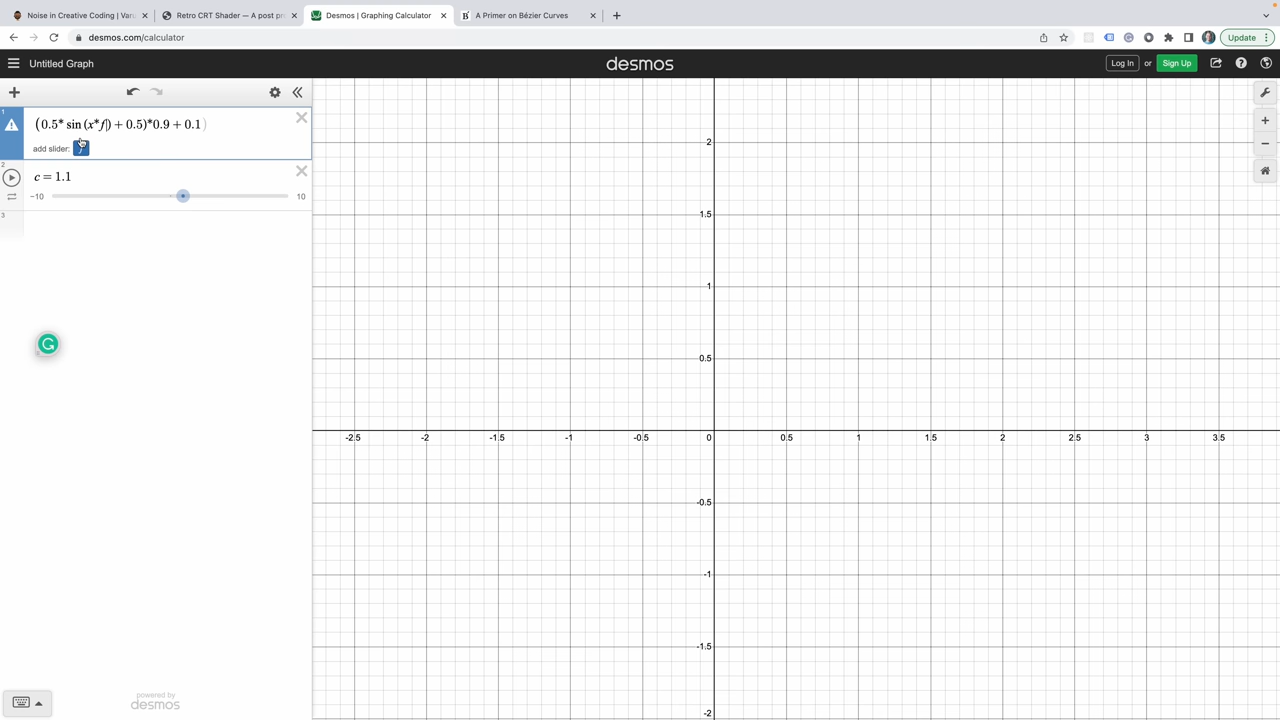 Noise in Creative Coding | Van
Retro CRT Shader — A post pr
Desmos | Graphing Calculator
A Primer on Bézier Curves
desmos.com/calculator
Update
Untitled Graph
desmos
Log In or Sign Up
1
(0.5* sin (x*f) + 0.5)*0.9 + 0.1)
add slider: f
2
c = 1.1
-10 10
3
2
1.5
1
0.5
-2.5 -2 -1.5 -1 -0.5 0 0.5 1 1.5 2 2.5 3 3.5
-0.5
-1
-1.5
-2
powered by
desmos